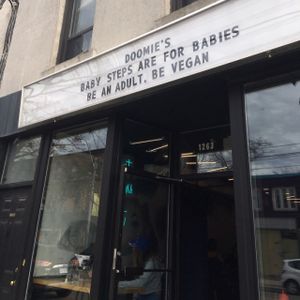 DOOMIE'S
BABY STEPS ARE FOR BABIES
BE AN ADULT, BE VEGAN
1263